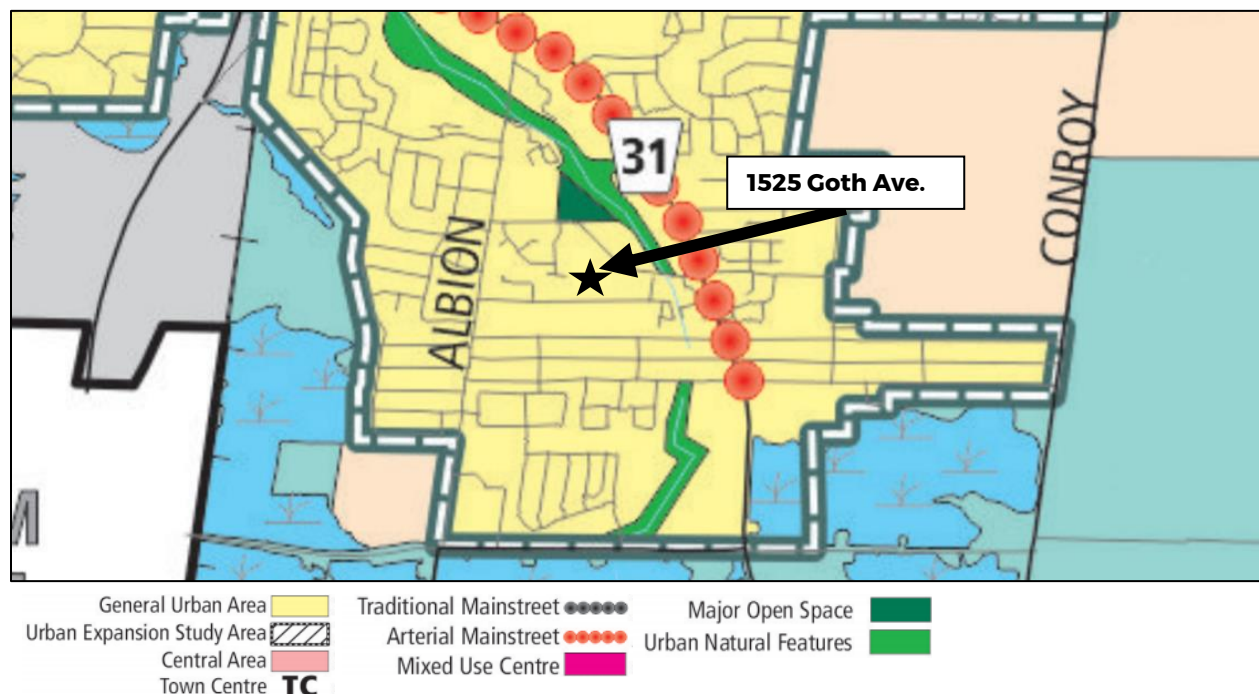 31
1525 Goth Ave.
ALBION
CONROY
M
General Urban Area
Urban Expansion Study Area
Central Area
Town Centre TC
Traditional Mainstreet
Arterial Mainstreet
Mixed Use Centre
Major Open Space
Urban Natural Features